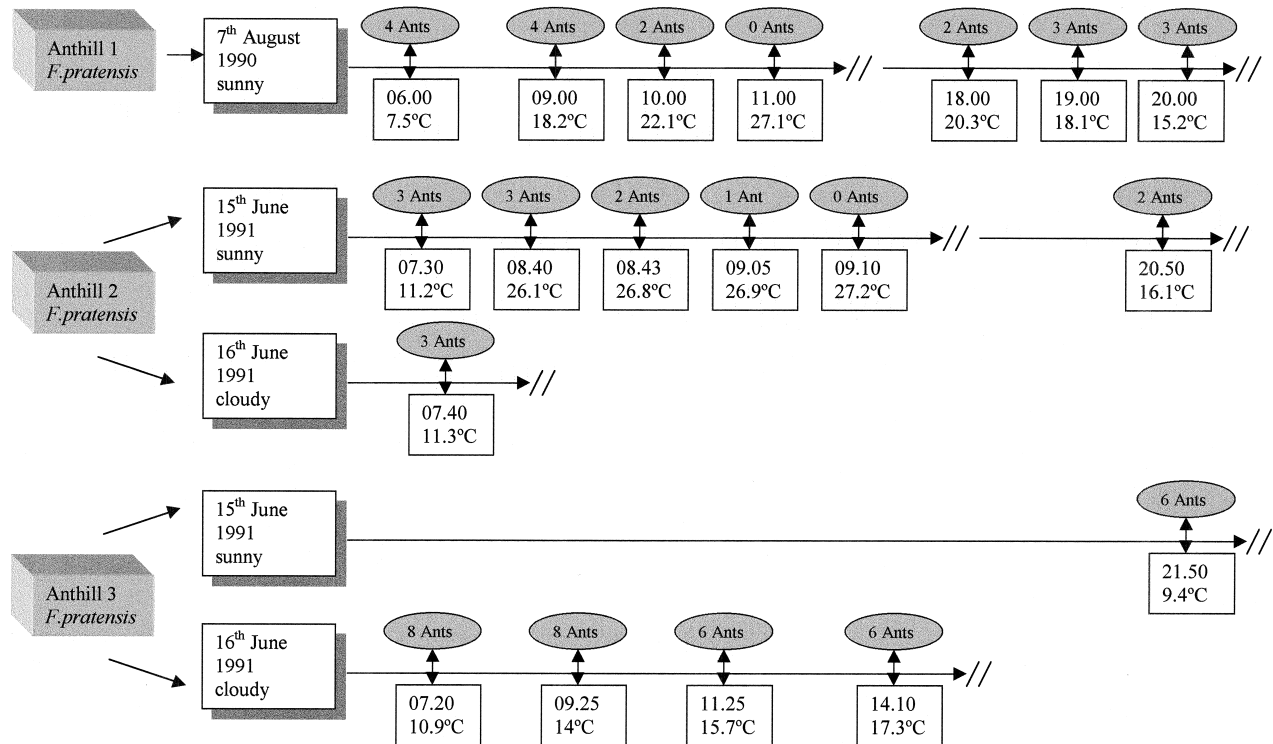 Anthill 1
F.pratensis
7th August
1990
sunny
4 Ants
4 Ants
2 Ants
0 Ants
2 Ants
3 Ants
3 Ants
06.00
7.5ºC
09.00
18.2ºC
10.00
22.1ºC
11.00
27.1ºC
18.00
20.3ºC
19.00
18.1ºC
20.00
15.2ºC
Anthill 2
F.pratensis
15th June
1991
sunny
3 Ants
3 Ants
2 Ants
1 Ant
0 Ants
2 Ants
07.30
11.2ºC
08.40
26.1ºC
08.43
26.8ºC
09.05
26.9ºC
09.10
27.2ºC
20.50
16.1ºC
16th June
1991
cloudy
3 Ants
07.40
11.3ºC
Anthill 3
F.pratensis
15th June
1991
sunny
6 Ants
21.50
9.4ºC
16th June
1991
cloudy
8 Ants
8 Ants
6 Ants
6 Ants
07.20
10.9ºC
09.25
14ºC
11.25
15.7ºC
14.10
17.3ºC